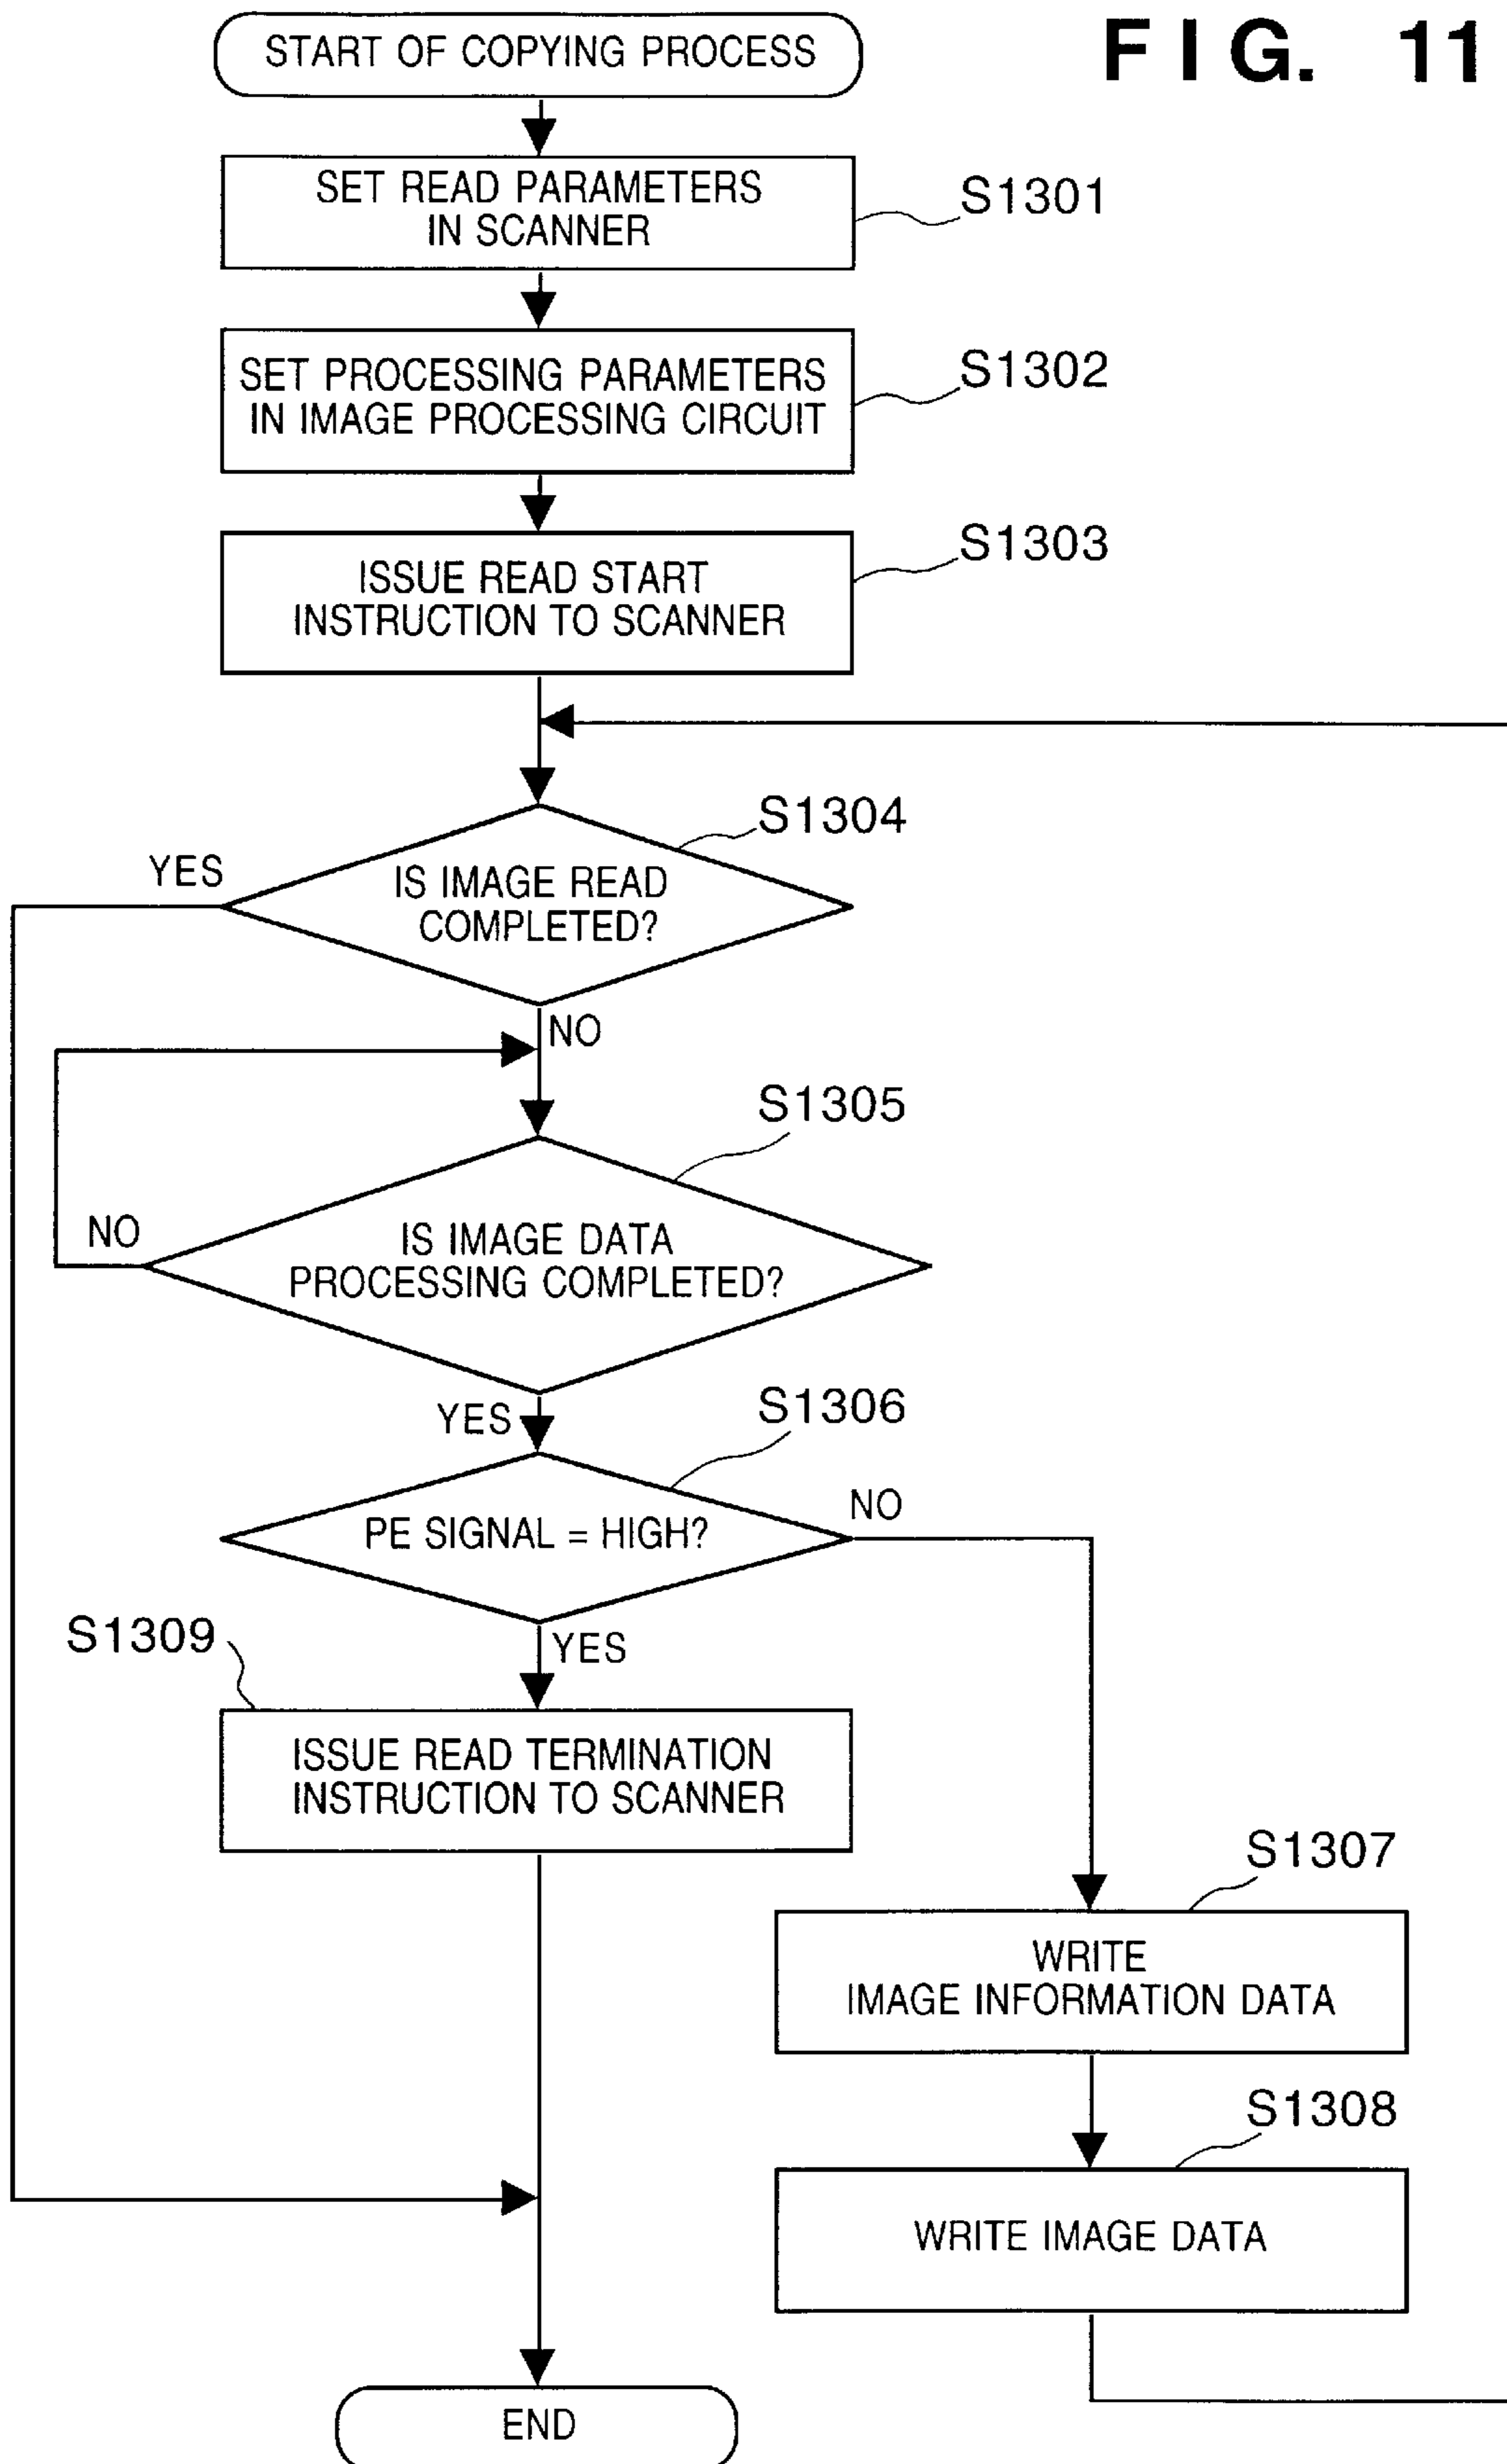 FIG. 11
START OF COPYING PROCESS
SET READ PARAMETERS
IN SCANNER
S1301
SET PROCESSING PARAMETERS
IN IMAGE PROCESSING CIRCUIT
S1302
ISSUE READ START
INSTRUCTION TO SCANNER
S1303
S1304
YES
IS IMAGE READ
COMPLETED?
NO
S1305
NO
IS IMAGE DATA
PROCESSING COMPLETED?
YES
S1306
PE SIGNAL = HIGH?
NO
S1309
YES
ISSUE READ TERMINATION
INSTRUCTION TO SCANNER
S1307
WRITE
IMAGE INFORMATION DATA
S1308
WRITE IMAGE DATA
END